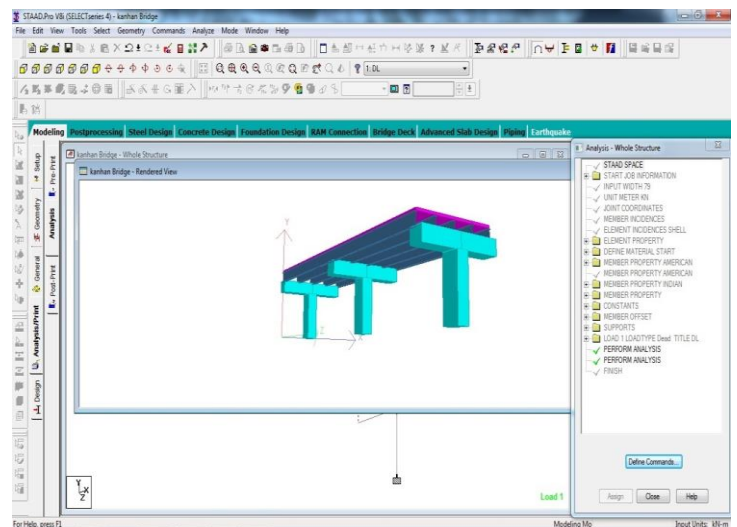 STAAD.Pro V8i (SELECTseries 4) - kanhan Bridge
File Edit View Tools Select Geometry Commands Analyze Mode Window Help
1: DL
Modeling Postprocessing Steel Design Concrete Design Foundation Design RAM Connection Bridge Deck Advanced Slab Design Piping Earthquake
Setup
Geometry
General
Analysis/Print
Design
Pre-Print
Analysis
Post-Print
kanhan Bridge - Whole Structure
kanhan Bridge - Rendered View
Y
Z
X
Y
X
Z
Load 1
Analysis - Whole Structure
STAAD SPACE
START JOB INFORMATION
INPUT WIDTH 79
UNIT METER KN
JOINT COORDINATES
MEMBER INCIDENCES
ELEMENT INCIDENCES SHELL
ELEMENT PROPERTY
DEFINE MATERIAL START
MEMBER PROPERTY AMERICAN
MEMBER PROPERTY AMERICAN
MEMBER PROPERTY INDIAN
MEMBER PROPERTY
CONSTANTS
MEMBER OFFSET
SUPPORTS
LOAD 1 LOADTYPE Dead TITLE DL
PERFORM ANALYSIS
PERFORM ANALYSIS
FINISH
Define Commands...
Assign Close Help
For Help, press F1
Modeling Mo Input Units: kN-m